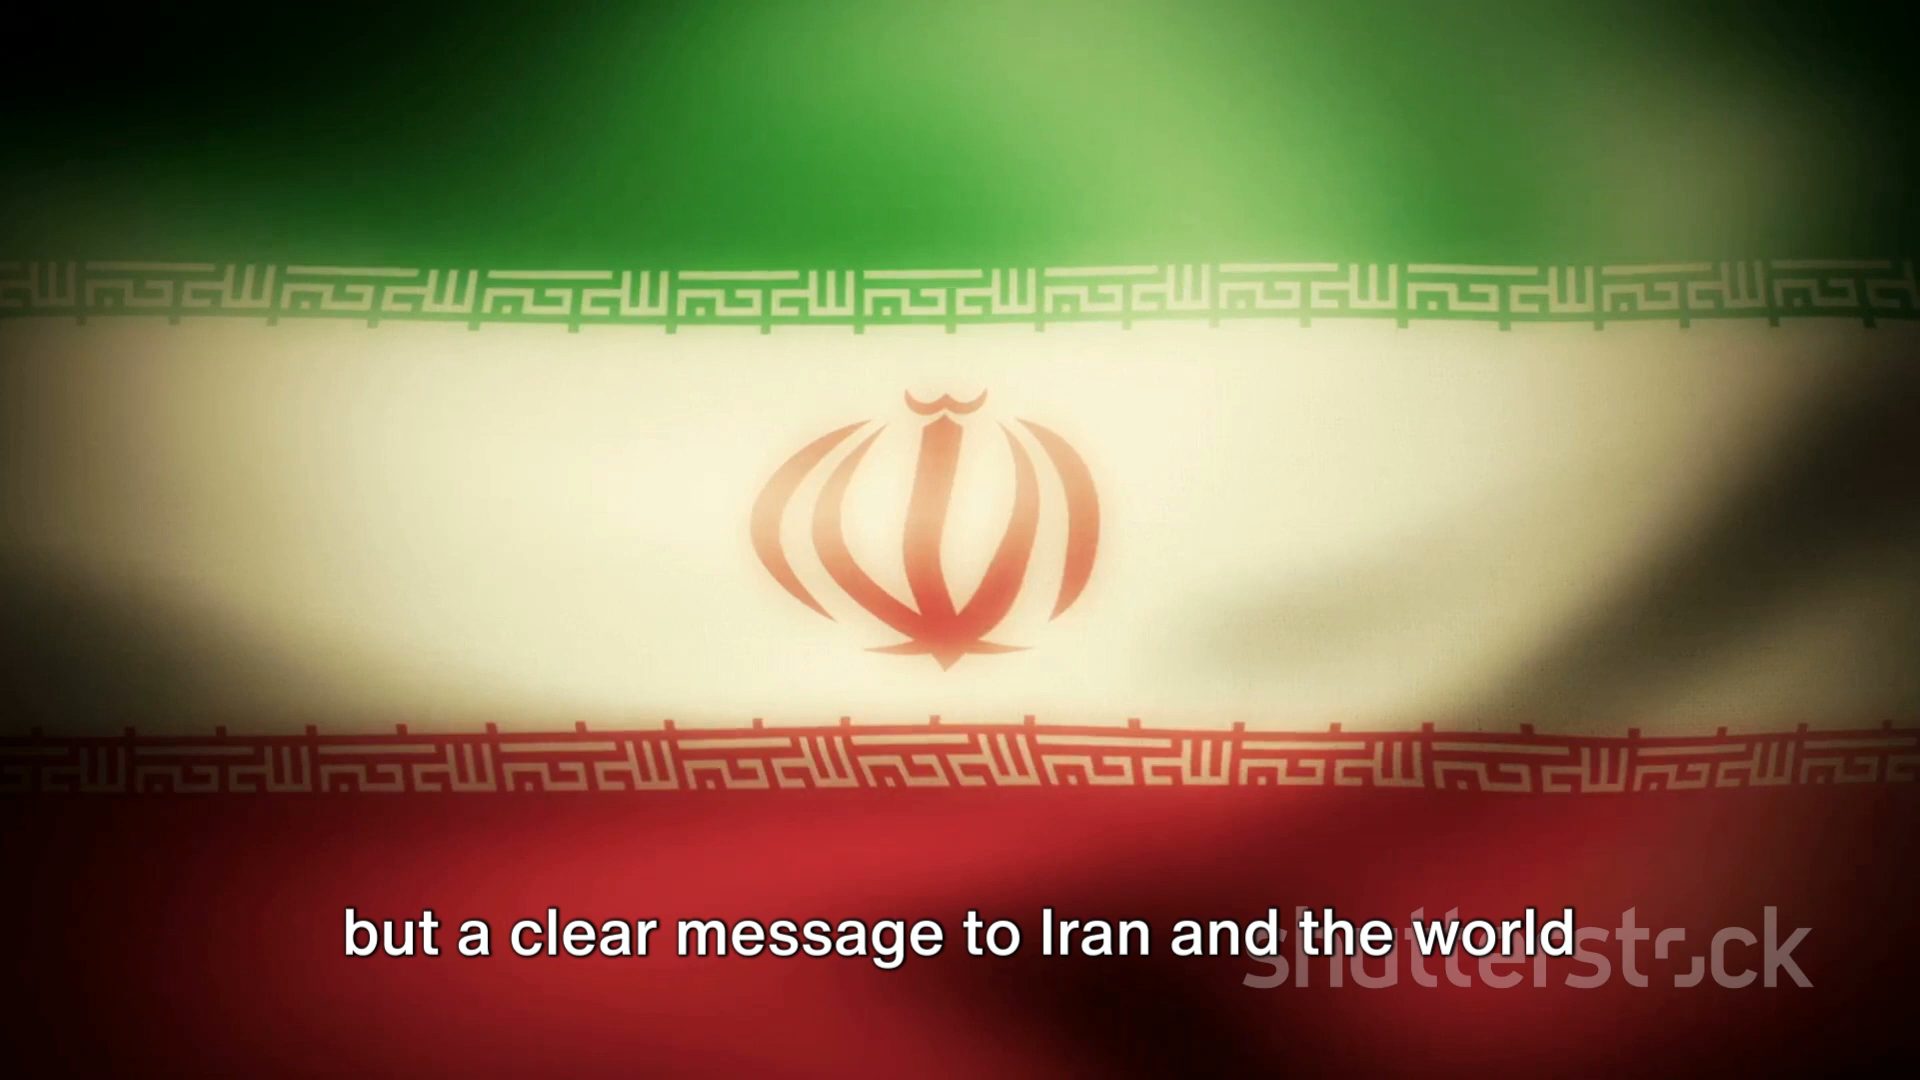 but a clear message to Iran and the world
shutterstock